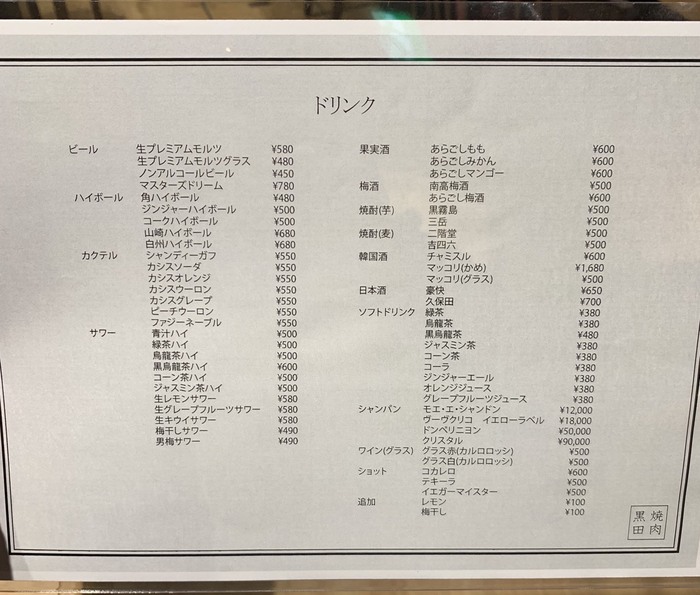 ドリンク
ビール 生プレミアムモルツ ¥580
生プレミアムモルツグラス ¥480
ノンアルコールビール ¥450
マスターズドリーム ¥780
ハイボール 角ハイボール ¥480
ジンジャーハイボール ¥500
コークハイボール ¥500
山崎ハイボール ¥680
白州ハイボール ¥680
カクテル シャンディーガフ ¥550
カシスソーダ ¥550
カシスオレンジ ¥550
カシスウーロン ¥550
カシスグレープ ¥550
ピーチウーロン ¥550
ファジーネーブル ¥550
サワー 青汁ハイ ¥500
緑茶ハイ ¥500
烏龍茶ハイ ¥500
黒烏龍茶ハイ ¥600
コーン茶ハイ ¥500
ジャスミン茶ハイ ¥500
生レモンサワー ¥580
生グレープフルーツサワー ¥580
生キウイサワー ¥580
梅干しサワー ¥490
男梅サワー ¥490
果実酒 あらごしもも ¥600
あらごしみかん ¥600
あらごしマンゴー ¥600
梅酒 南高梅酒 ¥500
あらごし梅酒 ¥600
焼酎(芋) 黒霧島 ¥500
三岳 ¥500
焼酎(麦) 二階堂 ¥500
吉四六 ¥500
韓国酒 チャミスル ¥600
マッコリ(かめ) ¥1,680
マッコリ(グラス) ¥500
日本酒 豪快 ¥650
久保田 ¥700
ソフトドリンク 緑茶 ¥380
烏龍茶 ¥380
黒烏龍茶 ¥480
ジャスミン茶 ¥380
コーン茶 ¥380
コーラ ¥380
ジンジャーエール ¥380
オレンジジュース ¥380
グレープフルーツジュース ¥380
シャンパン モエ・エ・シャンドン ¥12,000
ヴーヴクリコ イエローラベル ¥18,000
ドンペリニヨン ¥50,000
クリスタル ¥90,000
ワイン(グラス) グラス赤(カルロロッシ) ¥500
グラス白(カルロロッシ) ¥500
ショット コカレロ ¥600
テキーラ ¥500
イエガーマイスター ¥500
追加 レモン ¥100
梅干し ¥100
焼肉
黒田